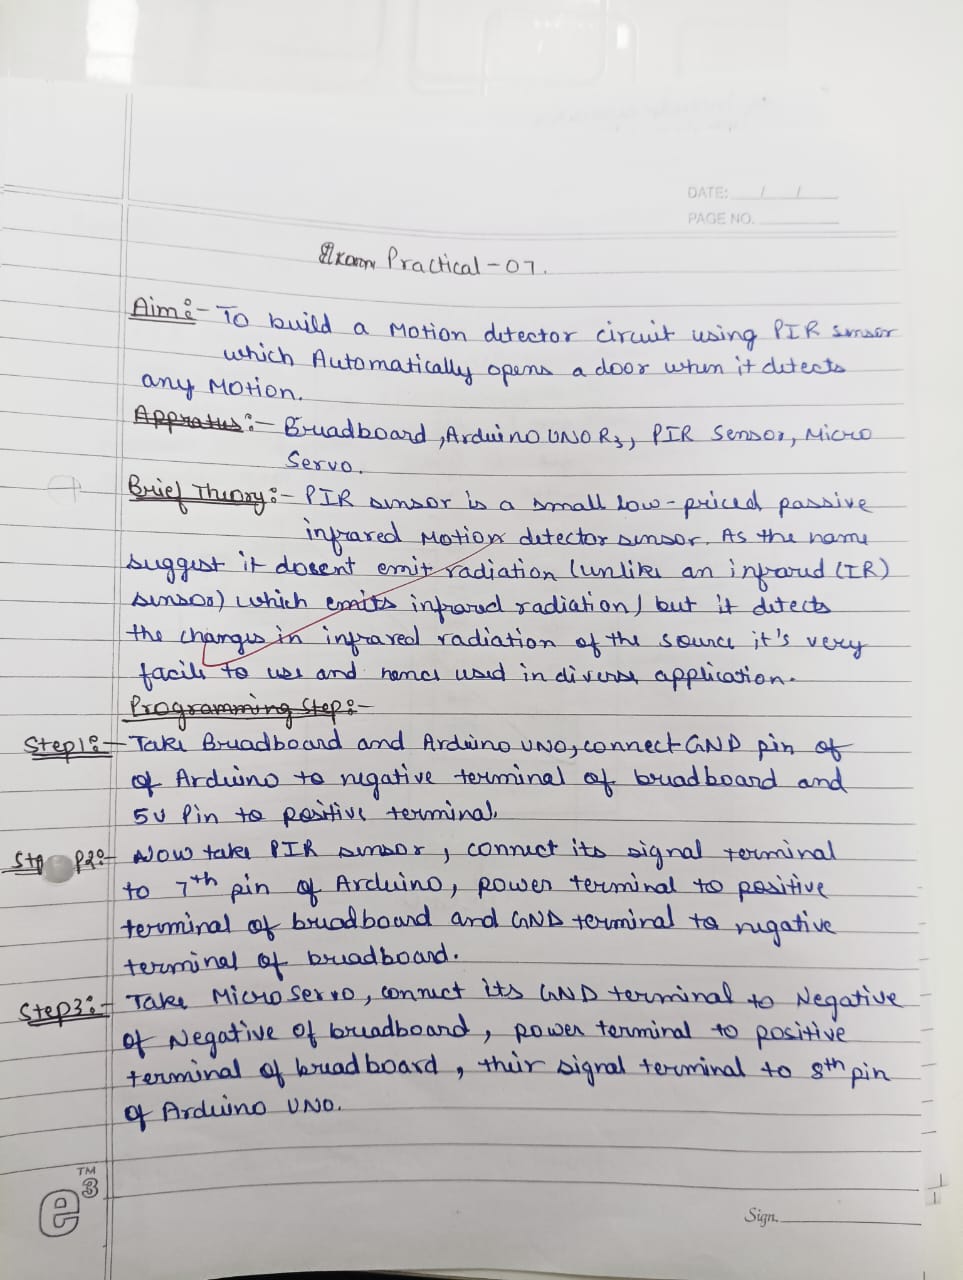 DATE: / /
PAGE NO.
Practical - 07.
Aim:- To build a Motion detector circuit using PIR sensor
which Automatically opens a door when it detects
any Motion.
Appratus:- Breadboard, Arduino UNO R3, PIR Sensor, Micro
Servo.
Brief Theory:- PIR sensor is a small low-priced passive
infrared Motion detector sensor. As the name
suggest it dosent emit radiation (unlike an infrared (IR)
sensor) which emits infrared radiation) but it detects
the changes in infrared radiation of the source it's very
facile to use and hence used in diverse application.
Programming Step:-
Step1:- Take Breadboard and Arduino UNO, connect GND pin of
of Arduino to negative terminal of breadboard and
5v Pin to positive terminal.
Step2:- Now take PIR sensor, connect its signal terminal
to 7th pin of Arduino, power terminal to positive
terminal of breadboard and GND terminal to negative
terminal of breadboard.
Step3:- Take Micro Servo, connect its GND terminal to Negative
of Negative of breadboard, power terminal to positive
terminal of breadboard, their signal terminal to 8th pin
of Arduino UNO.
e3 TM
Sign.